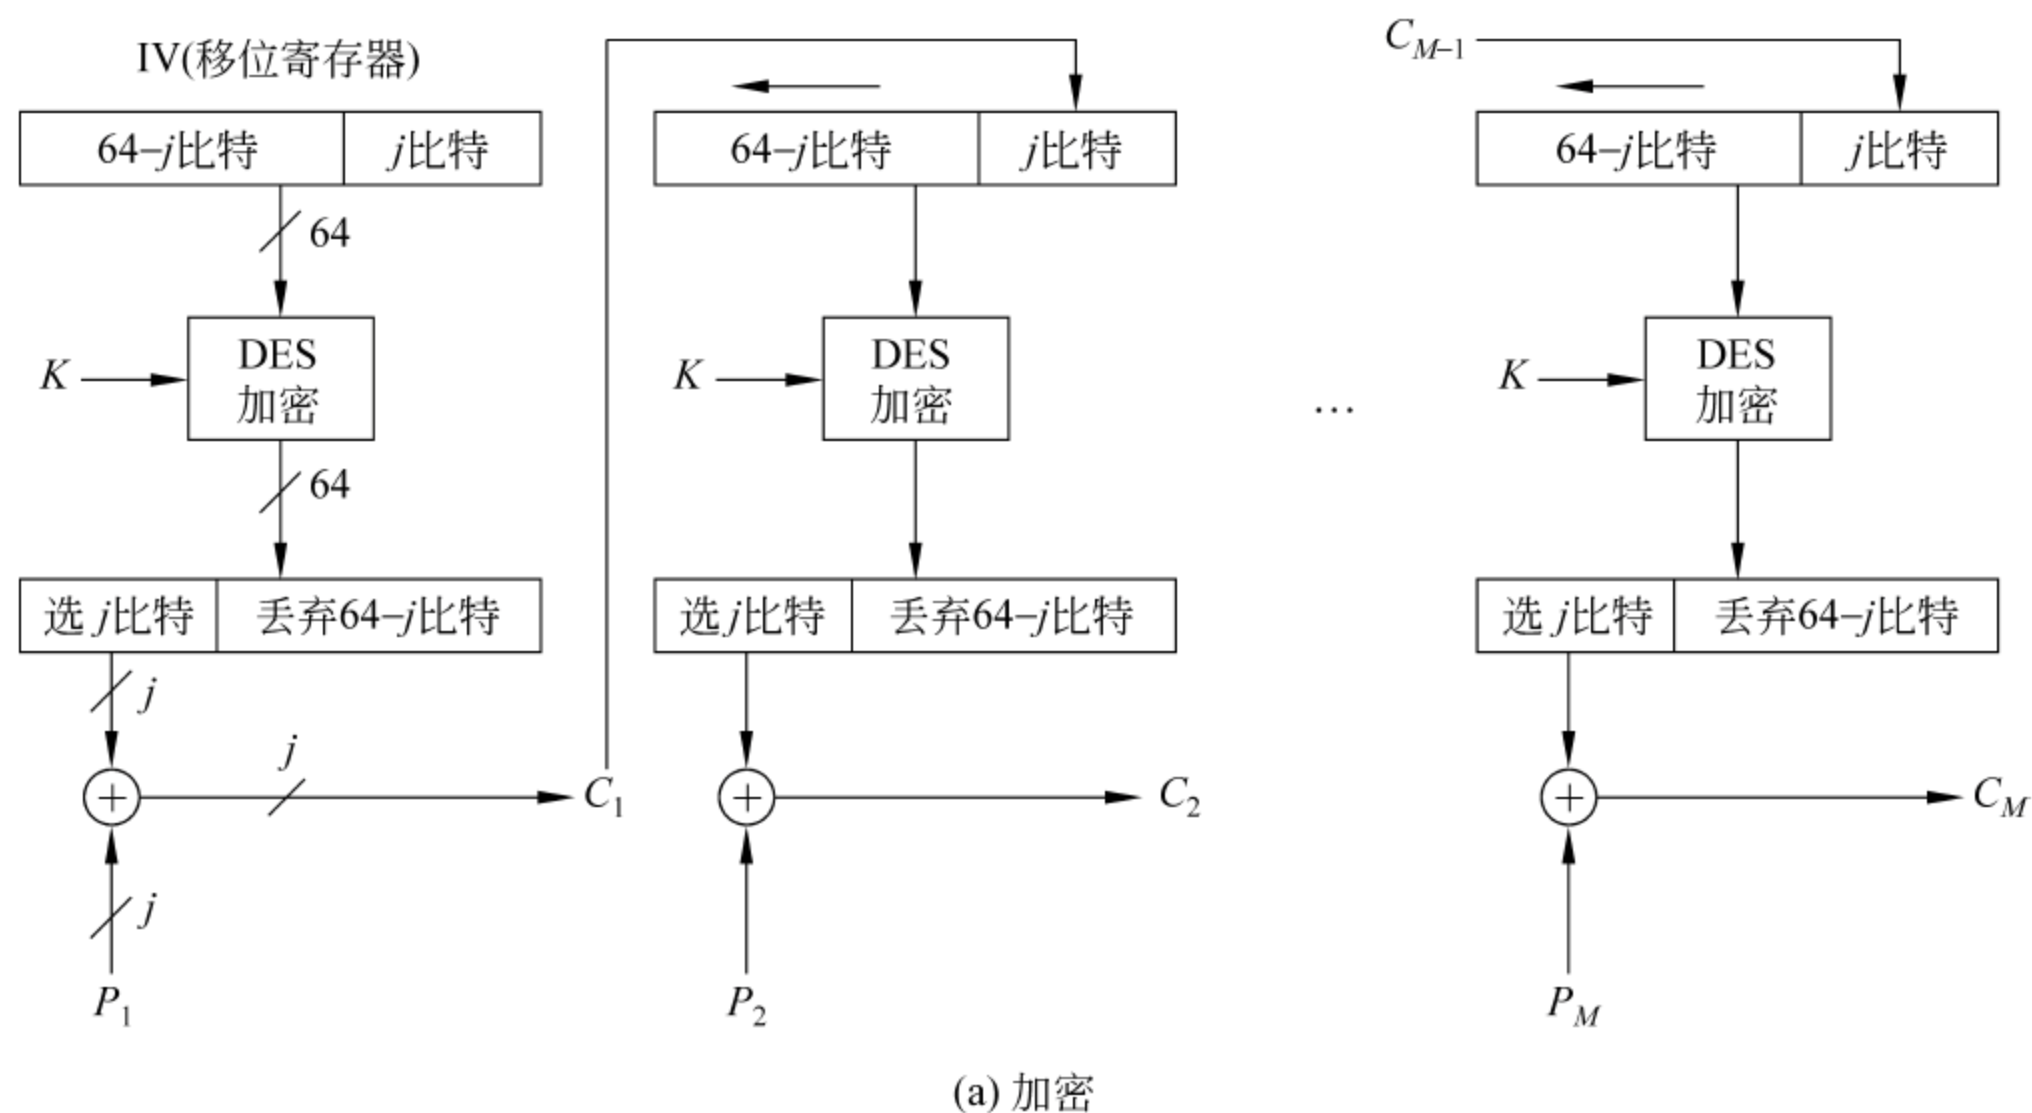 IV(移位寄存器)
C_{M-1}
64-j比特 j比特
64-j比特 j比特
64-j比特 j比特
64
K
DES
加密
K
DES
加密
…
K
DES
加密
64
选 j比特 丢弃64-j比特
选 j比特 丢弃64-j比特
选 j比特 丢弃64-j比特
j
j
C_1
C_2
C_M
j
P_1
P_2
P_M
(a) 加密